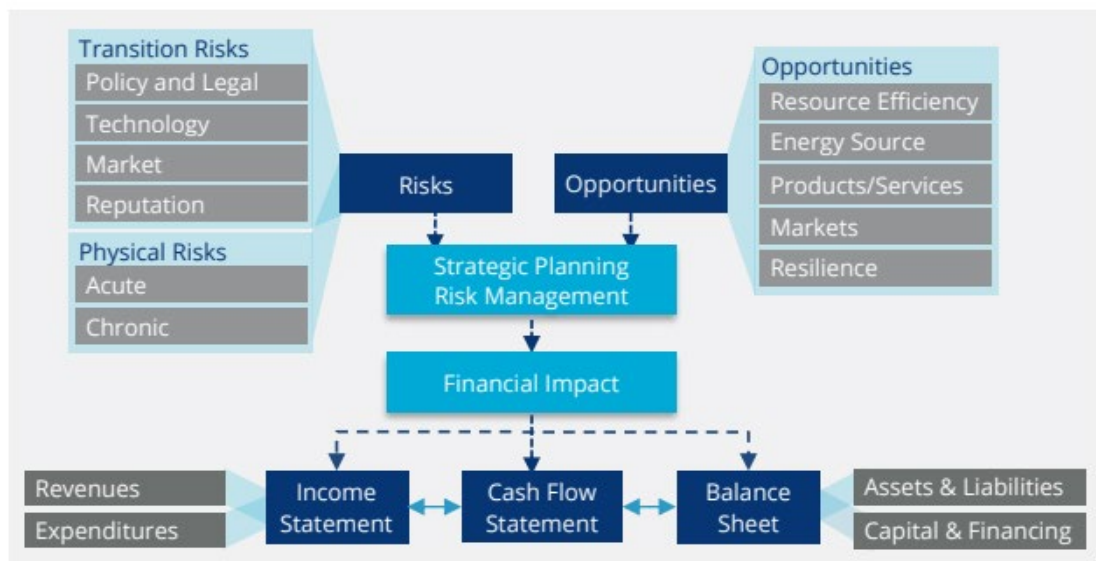 Transition Risks
Policy and Legal
Technology
Market
Reputation
Physical Risks
Acute
Chronic
Risks
Opportunities
Opportunities
Resource Efficiency
Energy Source
Products/Services
Markets
Resilience
Strategic Planning
Risk Management
Financial Impact
Revenues
Expenditures
Income
Statement
Cash Flow
Statement
Balance
Sheet
Assets & Liabilities
Capital & Financing